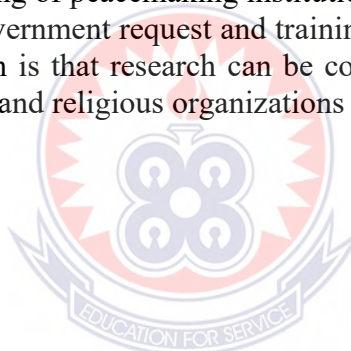 ng of peacemaking institutio
vernment request and trainin
n is that research can be co
and religious organizations
EDUCATION FOR SERVICE